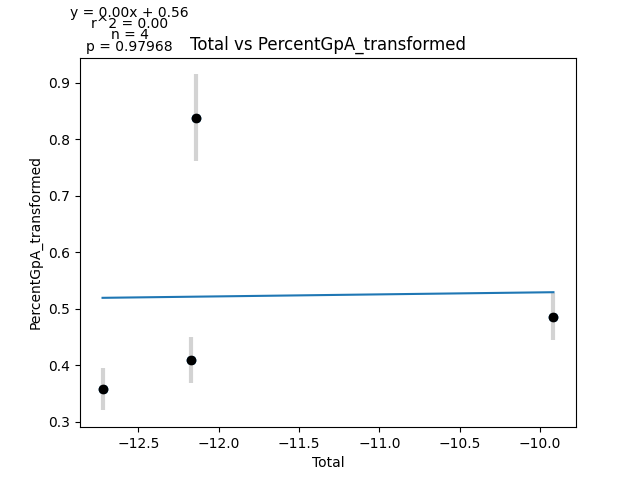 y = 0.00x + 0.56
r^2 = 0.00
n = 4
p = 0.97968
Total vs PercentGpA_transformed
PercentGpA_transformed
0.9
0.8
0.7
0.6
0.5
0.4
0.3
−12.5 −12.0 −11.5 −11.0 −10.5 −10.0
Total